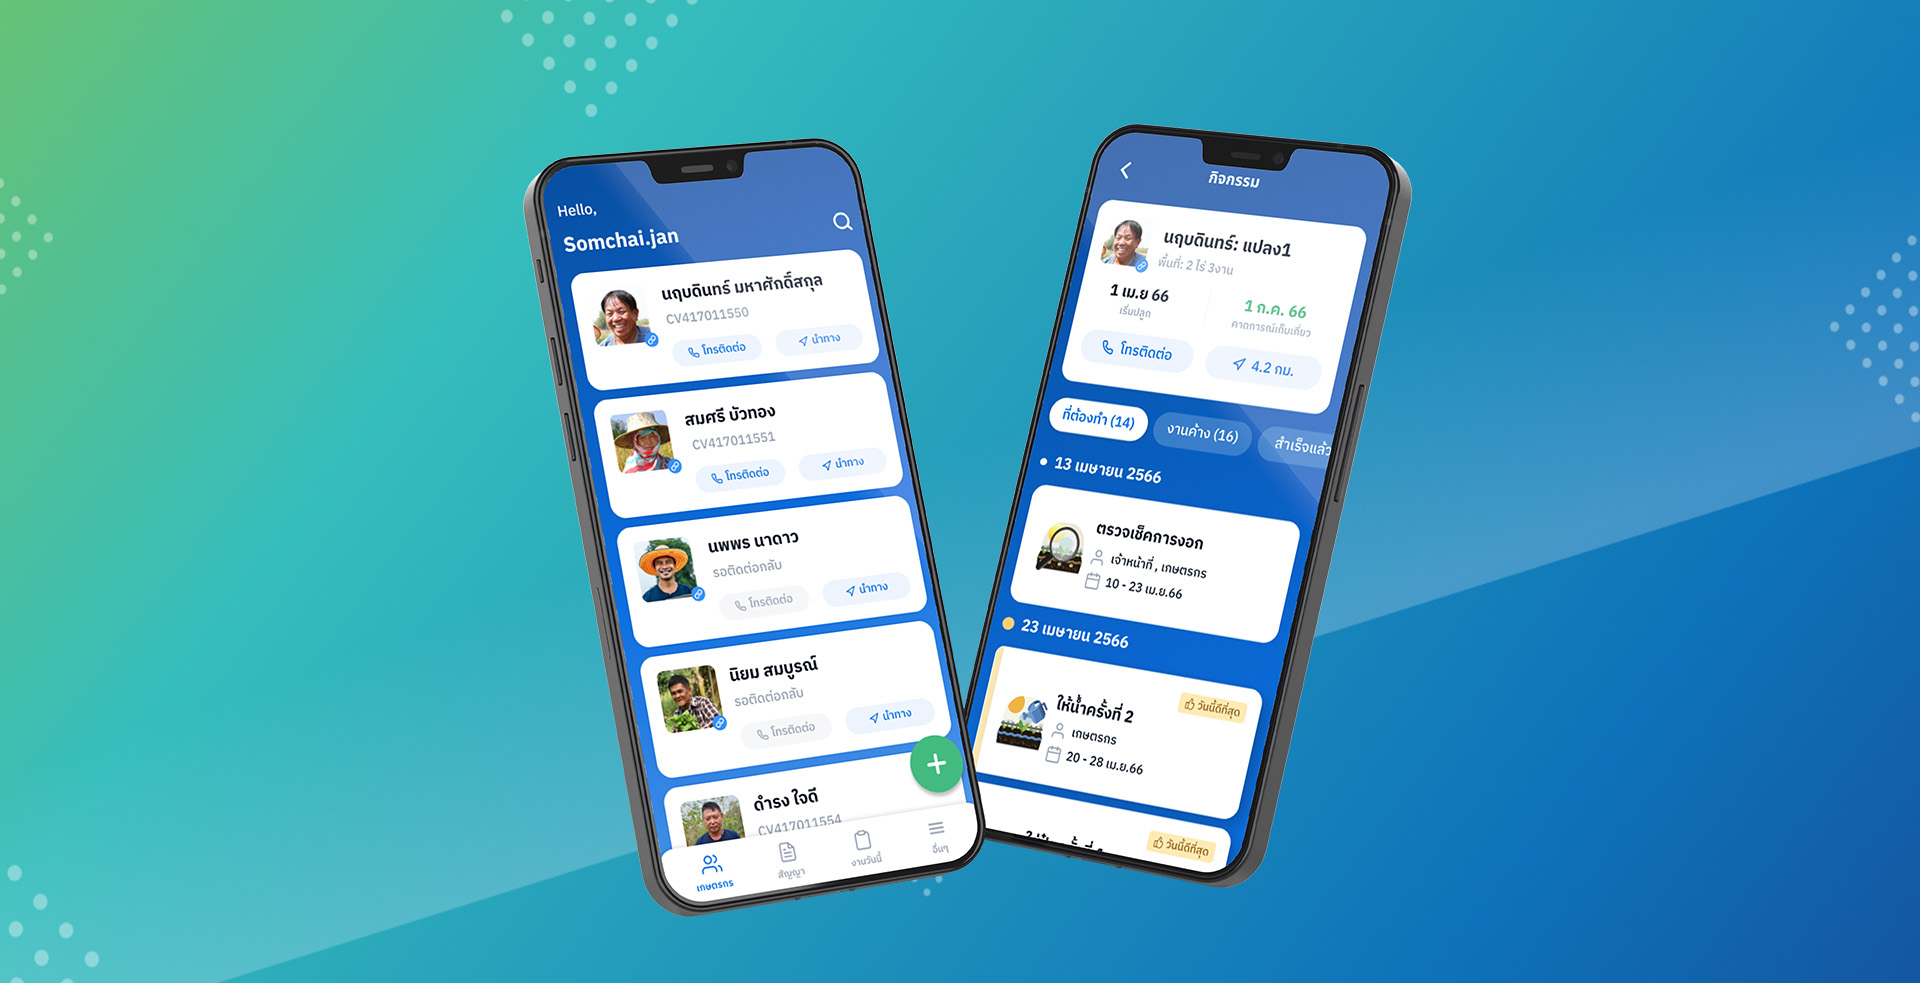 Hello,
Somchai.jan
นฤบดินทร์ มหาศักดิ์สกุล
CV417011550
โทรติดต่อ
นำทาง
สมศรี บัวทอง
CV417011551
โทรติดต่อ
นำทาง
นพพร นาดาว
รอติดต่อกลับ
โทรติดต่อ
นำทาง
นิยม สมบูรณ์
รอติดต่อกลับ
โทรติดต่อ
นำทาง
ดำรง ใจดี
CV417011554
เกษตรกร
สัญญา
งานวันนี้
อื่นๆ
กิจกรรม
นฤบดินทร์: แปลง1
พื้นที่: 2 ไร่ 3งาน
1 เม.ย 66
เริ่มปลูก
1 ก.ค. 66
คาดการณ์เก็บเกี่ยว
โทรติดต่อ
4.2 กม.
ที่ต้องทำ (14)
งานค้าง (16)
สำเร็จแล้ว
13 เมษายน 2566
ตรวจเช็คการงอก
เจ้าหน้าที่ , เกษตรกร
10 - 23 เม.ย.66
23 เมษายน 2566
ให้น้ำครั้งที่ 2
วันนี้ดีที่สุด
เกษตรกร
20 - 28 เม.ย.66
วันนี้ดีที่สุด